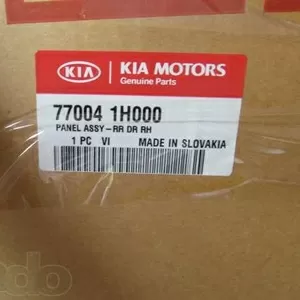 KIA KIA MOTORS
Genuine Parts
77004 1H000
PANEL ASSY-RR DR RH
1 PC VI MADE IN SLOVAKIA